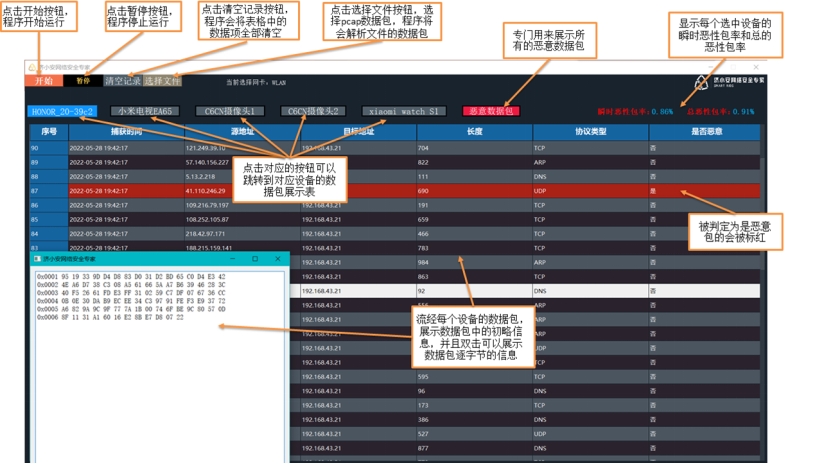 点击开始按钮，
程序开始运行
点击暂停按钮，
程序停止运行
点击清空记录按钮，
程序会将表格中的
数据项全部清空
点击选择文件按钮，选
择pcap数据包，程序将
会解析文件的数据包
专门用来展示所
有的恶意数据包
显示每个选中设备的
瞬时恶性包率和总的
恶性包率
济小安网络安全专家
开始
暂停
清空记录
选择文件
当前选择网卡：WLAN
济小安网络安全专家
HONOR_20-39c2
小米电视EA65
C6CN摄像头1
C6CN摄像头2
xiaomi watch S1
恶意数据包
瞬时恶性包率：0.80%
总恶性包率：0.91%
序号 捕获时间 源地址 目标地址 长度 协议类型 是否恶意
90 2022-05-28 19:42:17 121.249.39.10 192.168.43.21 704 TCP 否
89 2022-05-28 19:42:17 57.140.156.227 822 ARP 否
88 2022-05-28 19:42:17 5.13.2.218 111 DNS 否
87 2022-05-28 19:42:17 41.110.246.29 690 UDP 是
86 2022-05-28 19:42:17 109.216.79.197 192.168.43.21 191 TCP 否
85 2022-05-28 19:42:17 108.252.105.87 192.168.43.21 659 TCP 否
84 2022-05-28 19:42:17 218.42.97.171 192.168.43.21 466 TCP 否
83 2022-05-28 19:42:17 188.215.159.141 192.168.43.21 783 TCP 否
点击对应的按钮可以
跳转到对应设备的数
据包展示表
被判定为是恶意
包的会被标红
济小安网络安全专家
0x0001 95 19 33 9D D4 D8 83 D0 31 D2 BD 65 C0 D4 E3 42
0x0002 4E A6 D7 38 C3 08 A5 61 66 5A A7 B6 39 46 28 3C
0x0003 40 F5 26 61 FD E3 FF 31 02 59 C7 DF 07 67 36 CC
0x0004 0B 0E 30 DA B9 EC EE 34 C3 97 91 FE F3 E9 37 72
0x0005 A6 82 9A 9C 9F 77 7A 1B 00 74 6F BE 9C 80 57 0D
0x0006 8F 11 31 A1 60 16 E2 8B E7 D8 07 22
192.168.43.21 984 ARP 否
192.168.43.21 863 TCP 否
192.168.43.21 92 DNS 否
192.168.43.21 ARP 否
192.168.43.21 ARP 否
192.168.43.21 ARP 否
192.168.43.21 UDP 否
192.168.43.21 TCP 否
192.168.43.21 595 TCP 否
192.168.43.21 96 DNS 否
192.168.43.21 173 TCP 否
192.168.43.21 386 DNS 否
192.168.43.21 527 UDP 否
192.168.43.21 877 DNS 否
流经每个设备的数据包，
展示数据包中的初略信
息，并且双击可以展示
数据包逐字节的信息